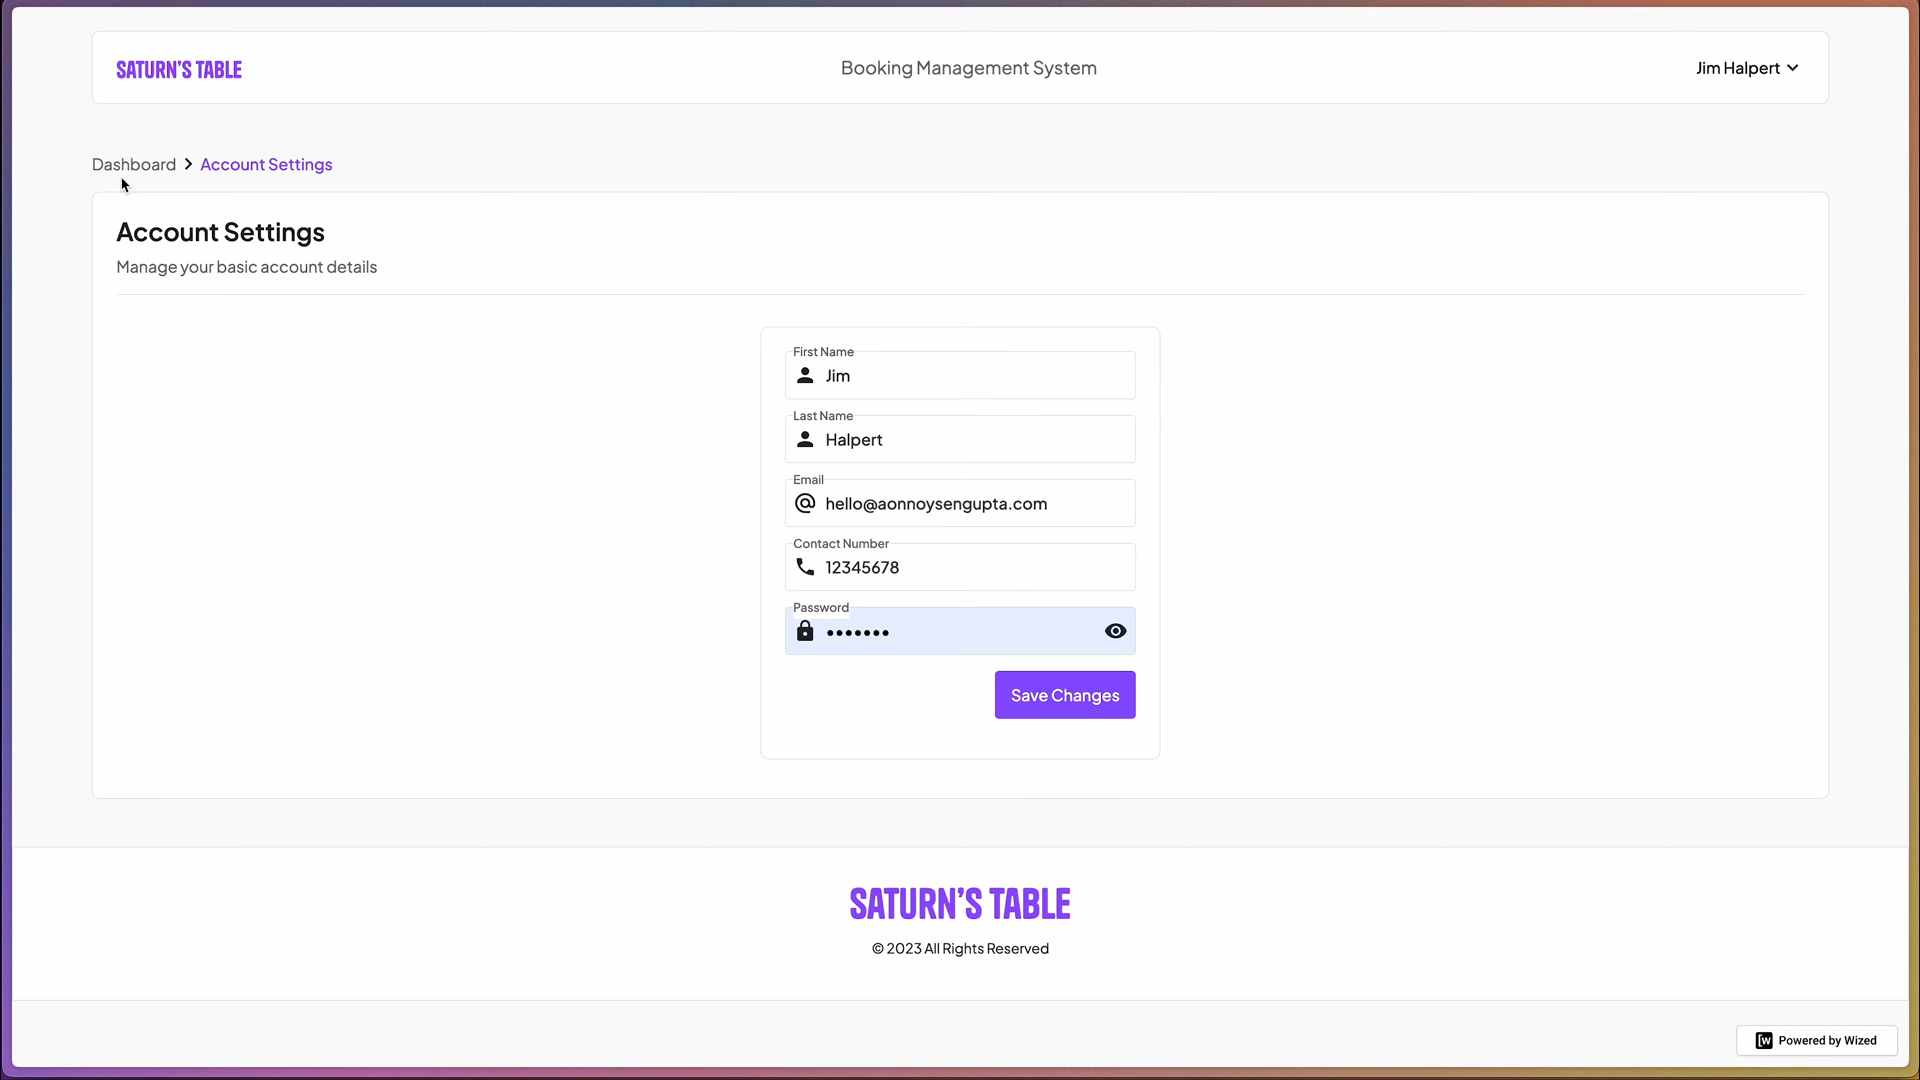 SATURN'S TABLE
Booking Management System
Jim Halpert
Dashboard > Account Settings
Account Settings
Manage your basic account details
First Name
Jim
Last Name
Halpert
Email
hello@aonnoysengupta.com
Contact Number
12345678
Password
•••••••
Save Changes
SATURN'S TABLE
© 2023 All Rights Reserved
Powered by Wized